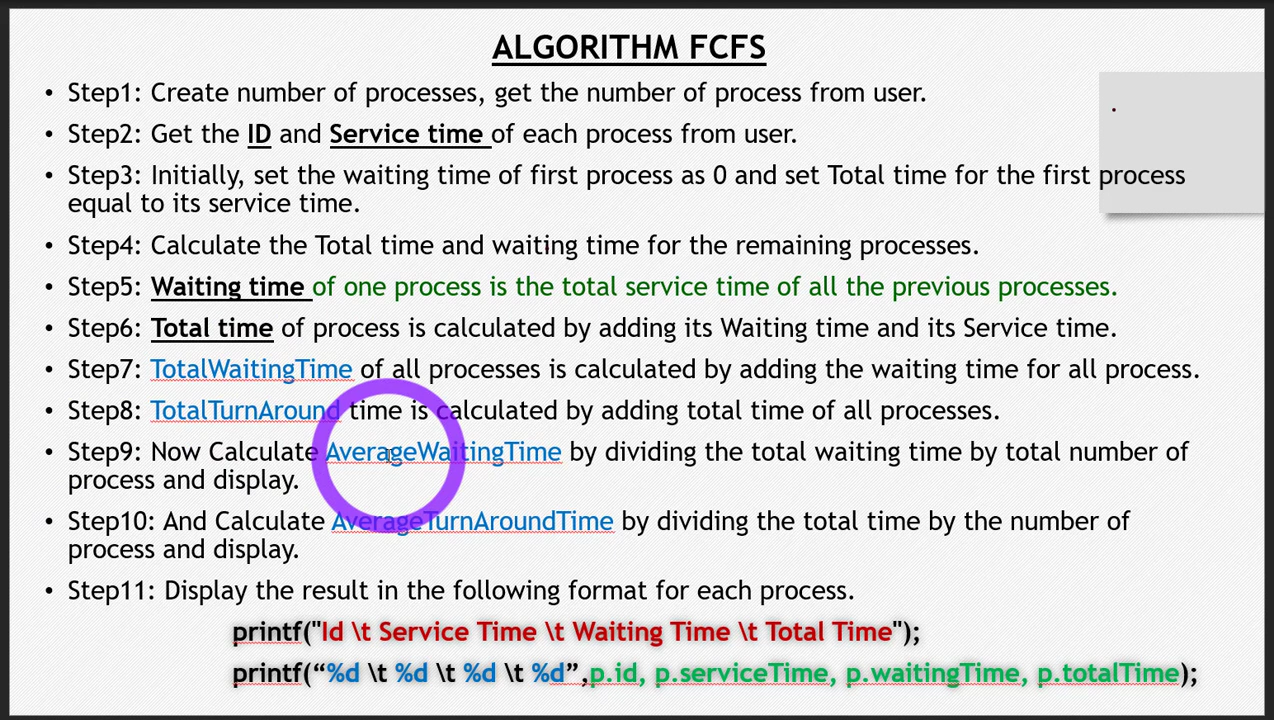 ALGORITHM FCFS
• Step1: Create number of processes, get the number of process from user.
• Step2: Get the ID and Service time of each process from user.
• Step3: Initially, set the waiting time of first process as 0 and set Total time for the first process
equal to its service time.
• Step4: Calculate the Total time and waiting time for the remaining processes.
• Step5: Waiting time of one process is the total service time of all the previous processes.
• Step6: Total time of process is calculated by adding its Waiting time and its Service time.
• Step7: TotalWaitingTime of all processes is calculated by adding the waiting time for all process.
• Step8: TotalTurnAround time is calculated by adding total time of all processes.
• Step9: Now Calculate AverageWaitingTime by dividing the total waiting time by total number of
process and display.
• Step10: And Calculate AverageTurnAroundTime by dividing the total time by the number of
process and display.
• Step11: Display the result in the following format for each process.
printf("Id \t Service Time \t Waiting Time \t Total Time");
printf(“%d \t %d \t %d \t %d”,p.id, p.serviceTime, p.waitingTime, p.totalTime);